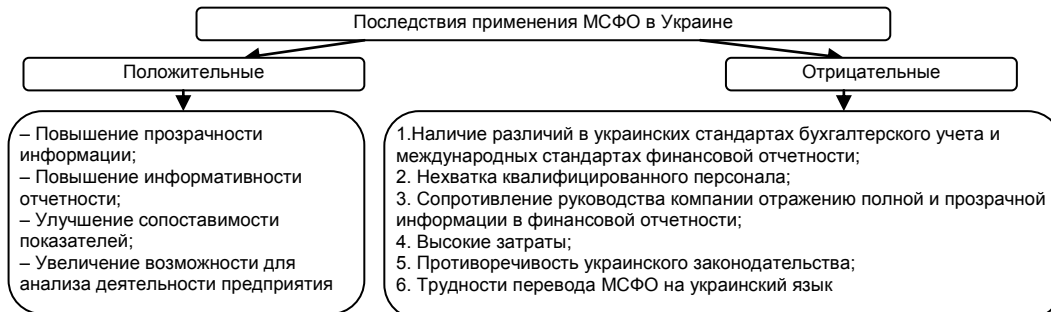 Последствия применения МСФО в Украине
Положительные
Отрицательные
– Повышение прозрачности
информации;
– Повышение информативности
отчетности;
– Улучшение сопоставимости
показателей;
– Увеличение возможности для
анализа деятельности предприятия
1.Наличие различий в украинских стандартах бухгалтерского учета и
международных стандартах финансовой отчетности;
2. Нехватка квалифицированного персонала;
3. Сопротивление руководства компании отражению полной и прозрачной
информации в финансовой отчетности;
4. Высокие затраты;
5. Противоречивость украинского законодательства;
6. Трудности перевода МСФО на украинский язык